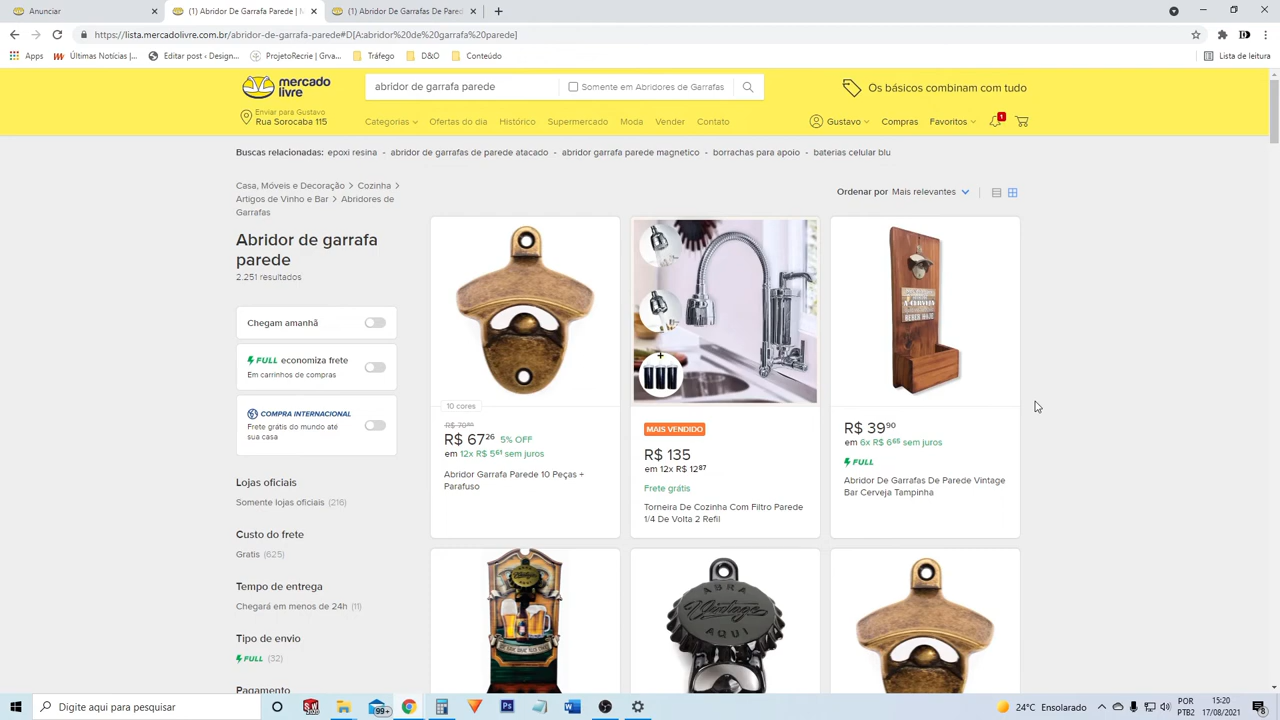 Anunciar
(1) Abridor De Garrafa Parede | M
(1) Abridor De Garrafas De Pared
https://lista.mercadolivre.com.br/abridor-de-garrafa-parede#D[A:abridor%20de%20garrafa%20parede]
Apps
Últimas Notícias |...
Editar post ‹ Design...
ProjetoRecrie | Grav...
Tráfego
D&O
Conteúdo
Lista de leitura
mercado
livre
abridor de garrafa parede
Somente em Abridores de Garrafas
Os básicos combinam com tudo
Enviar para Gustavo
Rua Sorocaba 115
Categorias
Ofertas do dia
Histórico
Supermercado
Moda
Vender
Contato
Gustavo
Compras
Favoritos
1
Buscas relacionadas: epoxi resina - abridor de garrafas de parede atacado - abridor garrafa parede magnetico - borrachas para apoio - baterias celular blu
Casa, Móveis e Decoração > Cozinha >
Artigos de Vinho e Bar > Abridores de
Garrafas
Ordenar por Mais relevantes
Abridor de garrafa
parede
2.251 resultados
Chegam amanhã
FULL economiza frete
Em carrinhos de compras
COMPRA INTERNACIONAL
Frete grátis do mundo até
sua casa
Lojas oficiais
Somente lojas oficiais (216)
Custo do frete
Grátis (625)
Tempo de entrega
Chegará em menos de 24h (11)
Tipo de envio
FULL (32)
Pagamento
10 cores
R$ 67 26 5% OFF
em 12x R$ 5 61 sem juros
Abridor Garrafa Parede 10 Peças +
Parafuso
MAIS VENDIDO
R$ 135
em 12x R$ 12 87
Frete grátis
Torneira De Cozinha Com Filtro Parede
1/4 De Volta 2 Refil
R$ 39 90
em 6x R$ 6 65 sem juros
FULL
Abridor De Garrafas De Parede Vintage
Bar Cerveja Tampinha
ABRA
Vintage
AQUI
Digite aqui para pesquisar
99+
24°C Ensolarado
POR
PTB2
15:20
17/08/2021